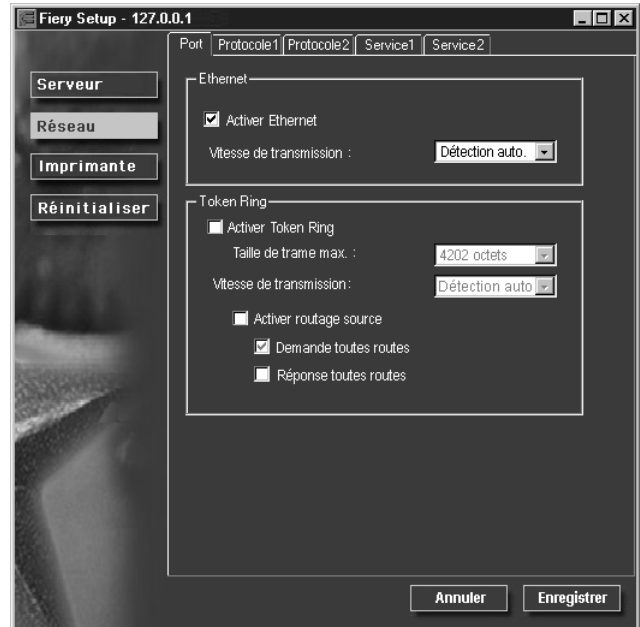 Fiery Setup - 127.0.0.1
Port Protocole1 Protocole2 Service1 Service2
Serveur
Réseau
Imprimante
Réinitialiser
Ethernet
Activer Ethernet
Vitesse de transmission : Détection auto.
Token Ring
Activer Token Ring
Taille de trame max. : 4202 octets
Vitesse de transmission: Détection auto
Activer routage source
Demande toutes routes
Réponse toutes routes
Annuler Enregistrer